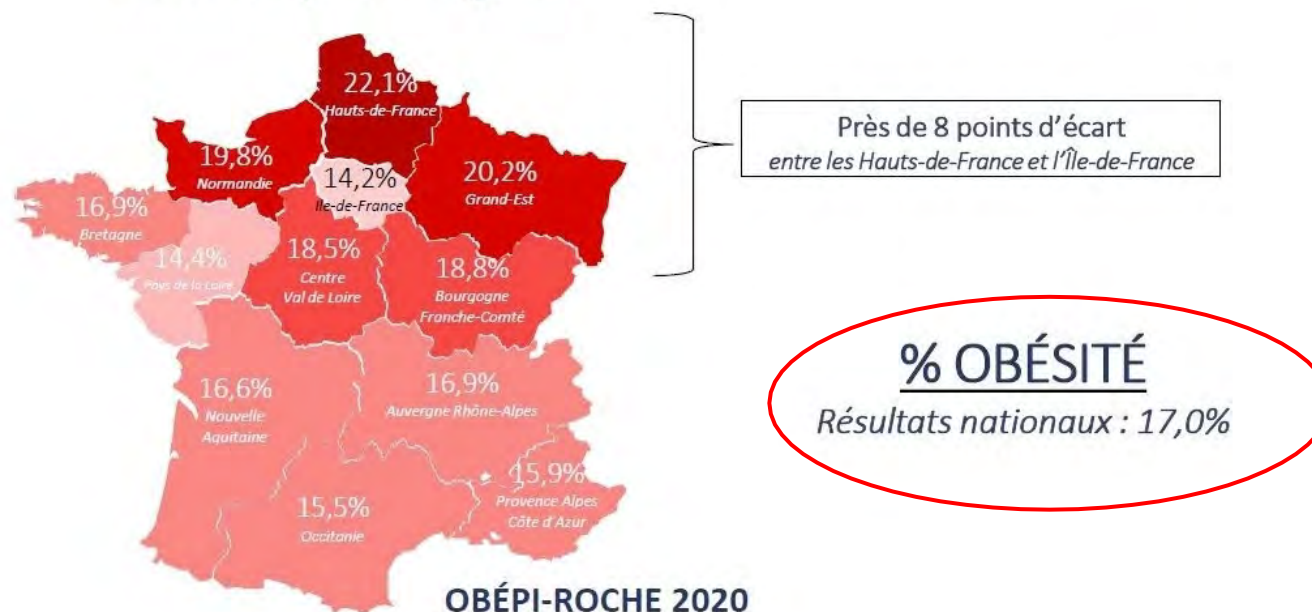 22,1%
Hauts-de-France
19,8%
Normandie
14,2%
Ile-de-France
20,2%
Grand-Est
16,9%
Bretagne
14,4%
Pays de la Loire
18,5%
Centre
Val de Loire
18,8%
Bourgogne
Franche-Comté
16,6%
Nouvelle
Aquitaine
16,9%
Auvergne Rhône-Alpes
15,9%
Provence Alpes
Côte d'Azur
15,5%
Occitanie
Près de 8 points d'écart
entre les Hauts-de-France et l'Île-de-France
% OBÉSITÉ
Résultats nationaux : 17,0%
OBÉPI-ROCHE 2020